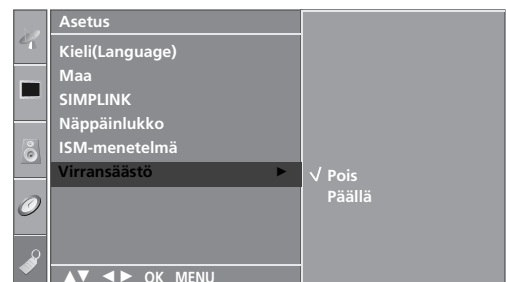 Asetus
Kieli(Language)
Maa
SIMPLINK
Näppäinlukko
ISM-menetelmä
Virransäästö ►
√ Pois
Päällä
▲▼ ◄► OK MENU